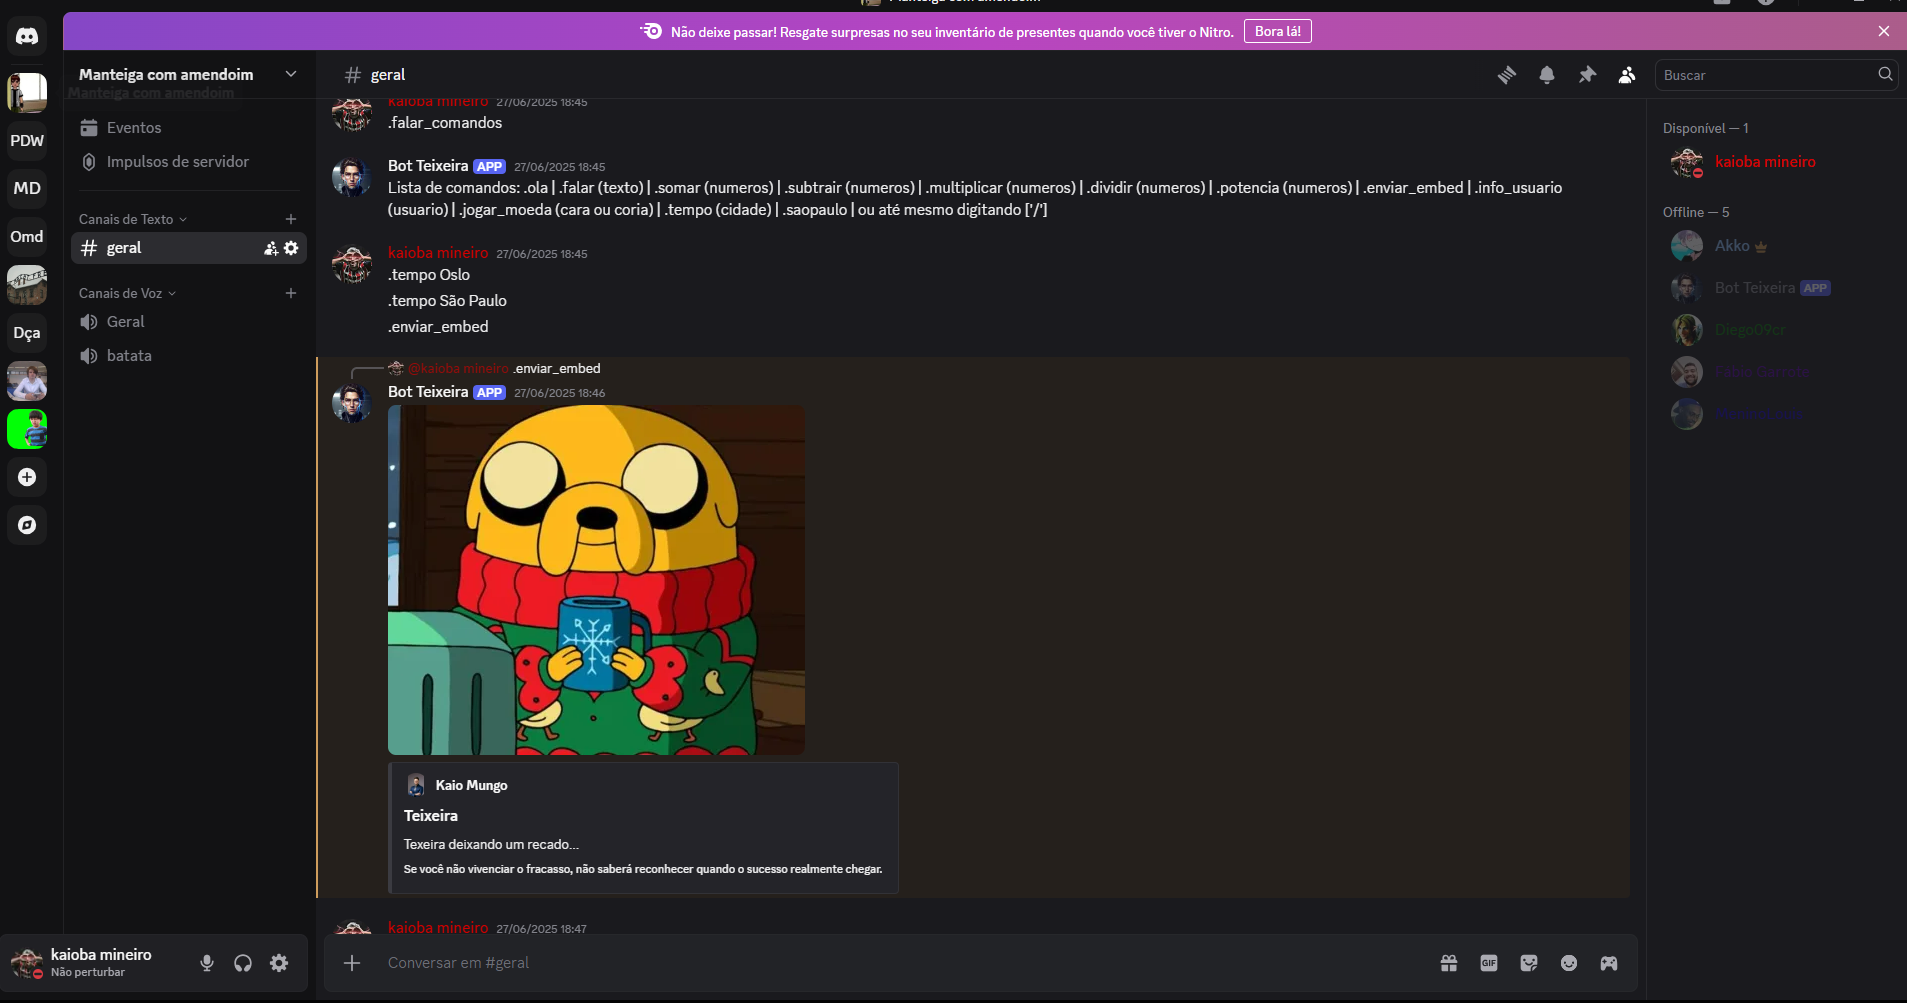 Manteiga com amendoim
Não deixe passar! Resgate surpresas no seu inventário de presentes quando você tiver o Nitro.
Bora lá!
Manteiga com amendoim
Manteiga com amendoim
geral
Buscar
PDW
MD
Omd
Dça
Eventos
Impulsos de servidor
Canais de Texto
geral
Canais de Voz
Geral
batata
kaioba mineiro 27/06/2025 18:45
.falar_comandos
Bot Teixeira APP 27/06/2025 18:45
Lista de comandos: .ola | .falar (texto) | .somar (numeros) | .subtrair (numeros) | .multiplicar (numeros) | .dividir (numeros) | .potencia (numeros) | .enviar_embed | .info_usuario
(usuario) | .jogar_moeda (cara ou coria) | .tempo (cidade) | .saopaulo | ou até mesmo digitando ['/']
kaioba mineiro 27/06/2025 18:45
.tempo Oslo
.tempo São Paulo
.enviar_embed
@kaioba mineiro .enviar_embed
Bot Teixeira APP 27/06/2025 18:46
Kaio Mungo
Teixeira
Texeira deixando um recado...
Se você não vivenciar o fracasso, não saberá reconhecer quando o sucesso realmente chegar.
kaioba mineiro 27/06/2025 18:47
Conversar em #geral
GIF
Disponível — 1
kaioba mineiro
Offline — 5
Akko
Bot Teixeira APP
Diego09cr
kaioba mineiro
Não perturbar